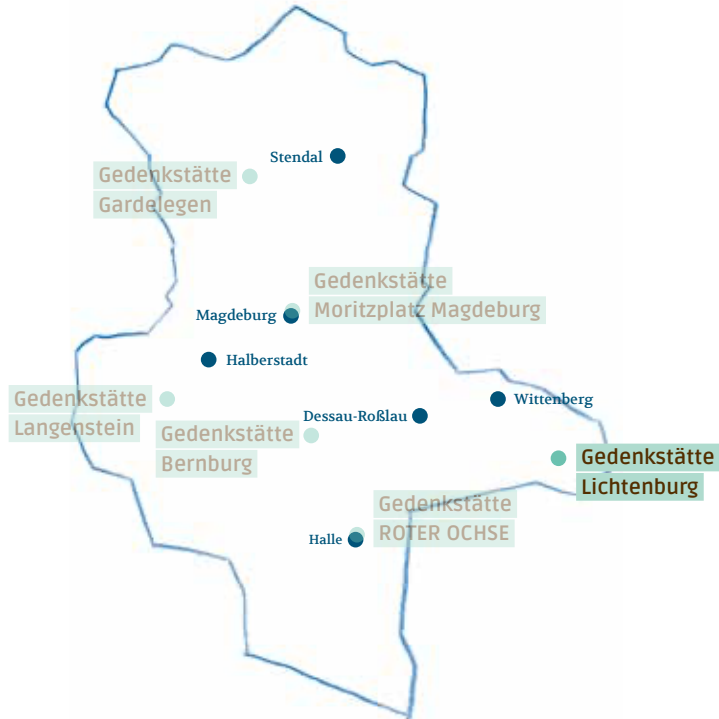 Stendal
Gedenkstätte
Gardelegen
Gedenkstätte
Moritzplatz Magdeburg
Magdeburg
Halberstadt
Gedenkstätte
Langenstein
Wittenberg
Dessau-Roßlau
Gedenkstätte
Bernburg
Gedenkstätte
Lichtenburg
Gedenkstätte
ROTER OCHSE
Halle